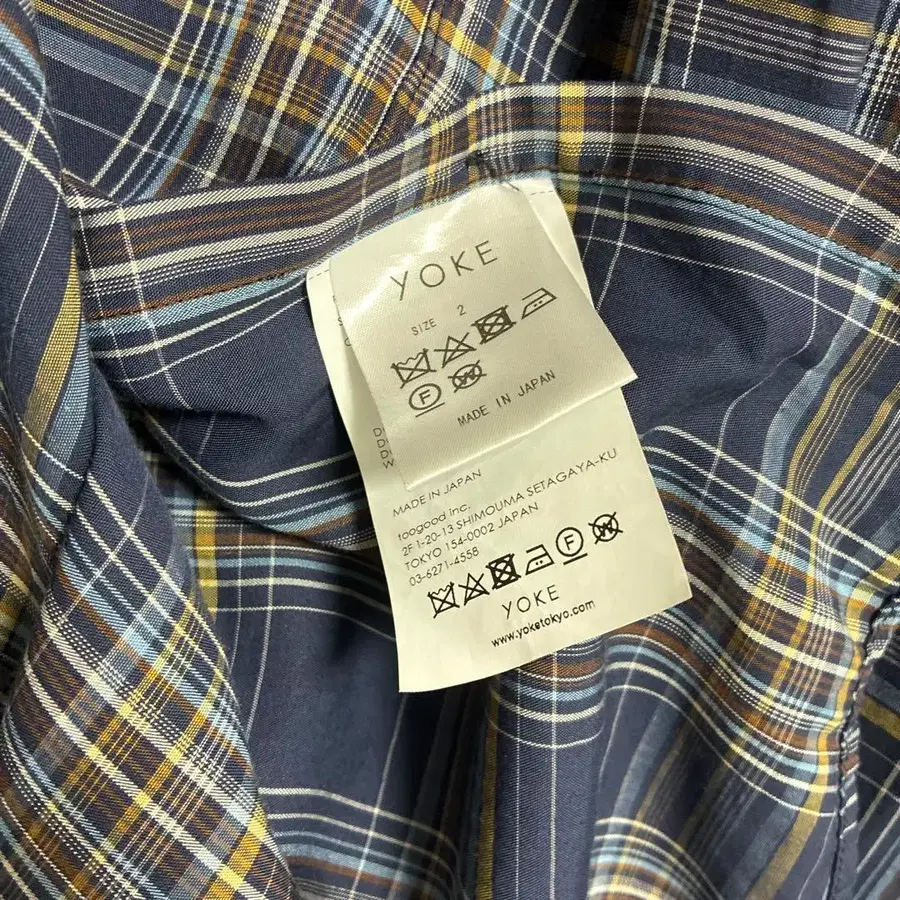 YOKE
SIZE 2
F
W
MADE IN JAPAN
MADE IN JAPAN
toogood inc.
2F 1-20-13 SHIMOUMA SETAGAYA-KU
TOKYO 154-0002 JAPAN
03-6271-4558
F
W
YOKE
www.yoketokyo.com